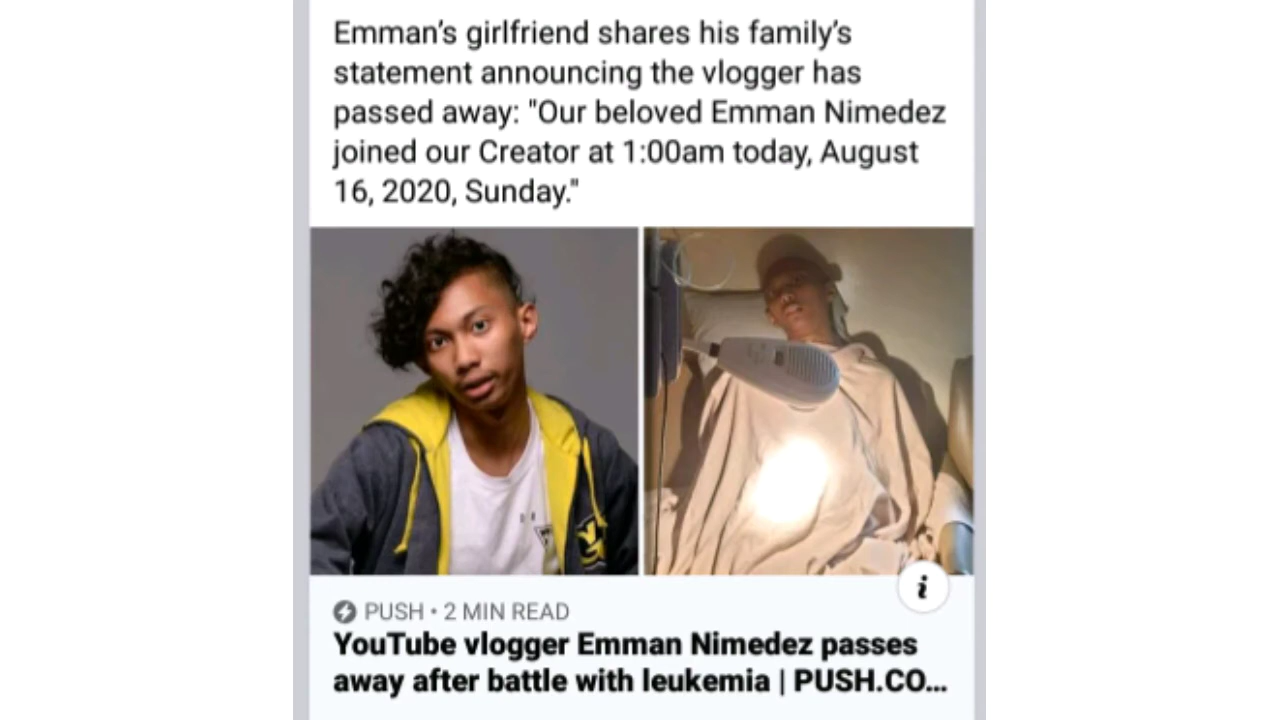 Emman’s girlfriend shares his family’s
statement announcing the vlogger has
passed away: "Our beloved Emman Nimedez
joined our Creator at 1:00am today, August
16, 2020, Sunday."
i
PUSH • 2 MIN READ
YouTube vlogger Emman Nimedez passes
away after battle with leukemia | PUSH.CO...